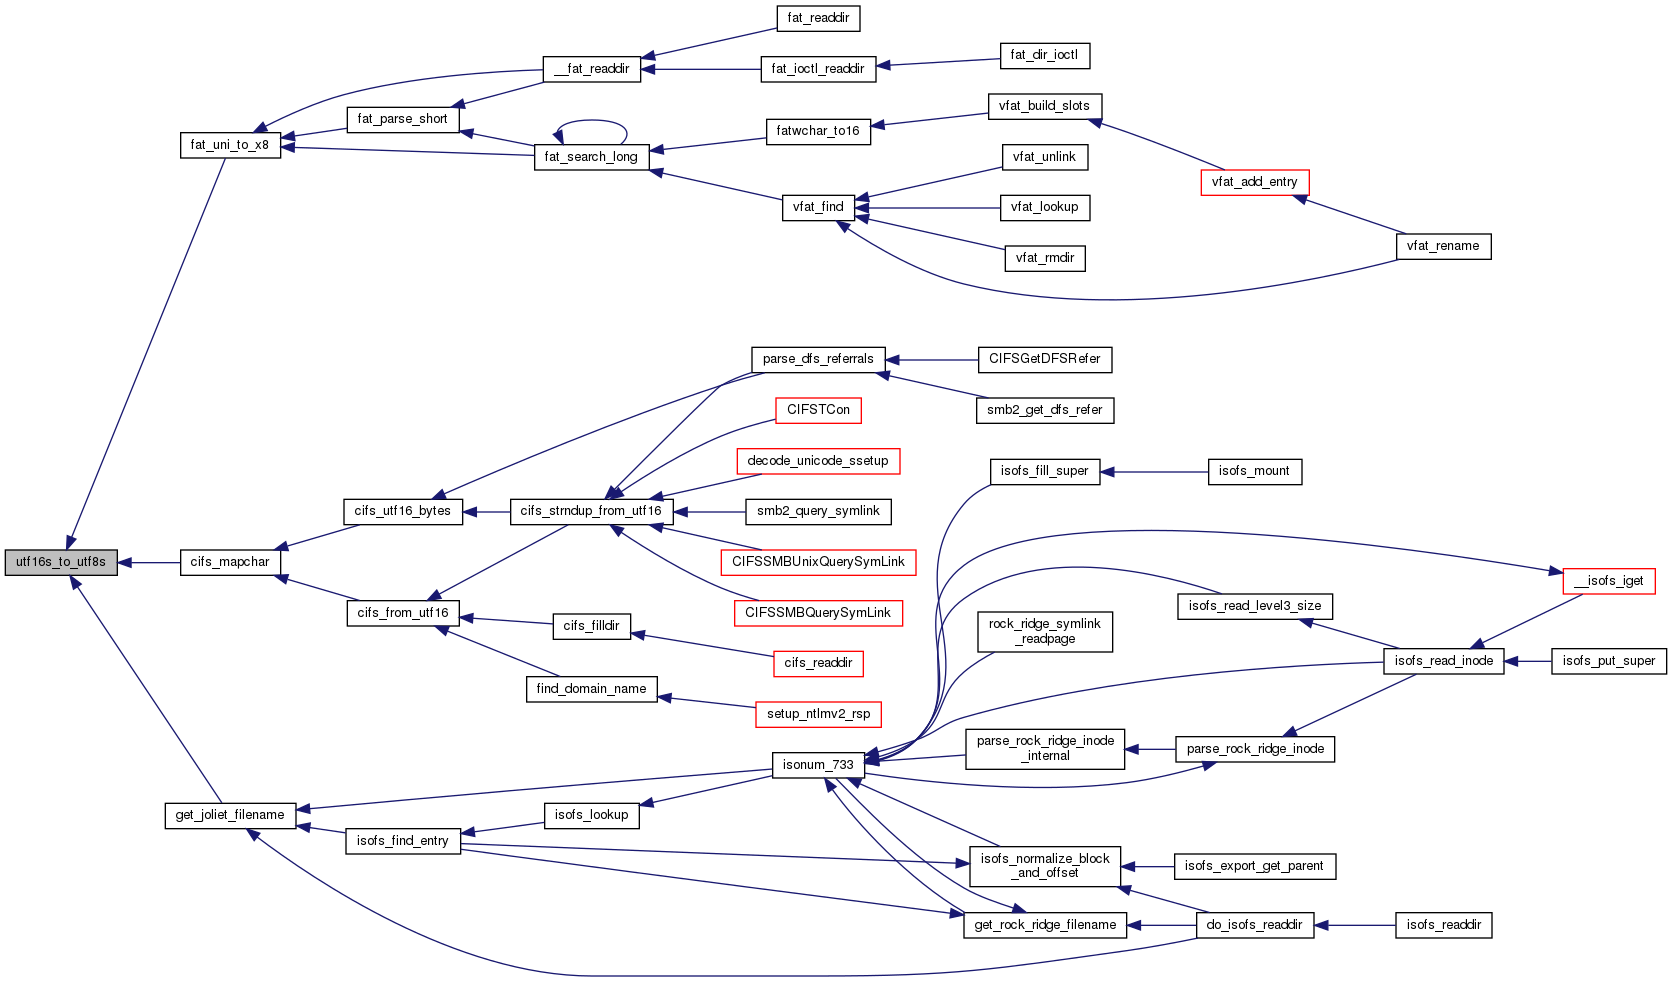 fat_readdir
fat_dir_ioctl
__fat_readdir
fat_ioctl_readdir
vfat_build_slots
fat_parse_short
fatwchar_to16
fat_uni_to_x8
fat_search_long
vfat_unlink
vfat_add_entry
vfat_find
vfat_lookup
vfat_rename
vfat_rmdir
parse_dfs_referrals
CIFSGetDFSRefer
CIFSTCon
smb2_get_dfs_refer
decode_unicode_ssetup
isofs_fill_super
isofs_mount
cifs_utf16_bytes
cifs_strndup_from_utf16
smb2_query_symlink
utf16s_to_utf8s
cifs_mapchar
CIFSSMBUnixQuerySymLink
__isofs_iget
cifs_from_utf16
CIFSSMBQuerySymLink
isofs_read_level3_size
cifs_filldir
rock_ridge_symlink
_readpage
cifs_readdir
isofs_read_inode
isofs_put_super
find_domain_name
setup_ntlmv2_rsp
isonum_733
parse_rock_ridge_inode
_internal
parse_rock_ridge_inode
get_joliet_filename
isofs_lookup
isofs_find_entry
isofs_normalize_block
_and_offset
isofs_export_get_parent
get_rock_ridge_filename
do_isofs_readdir
isofs_readdir